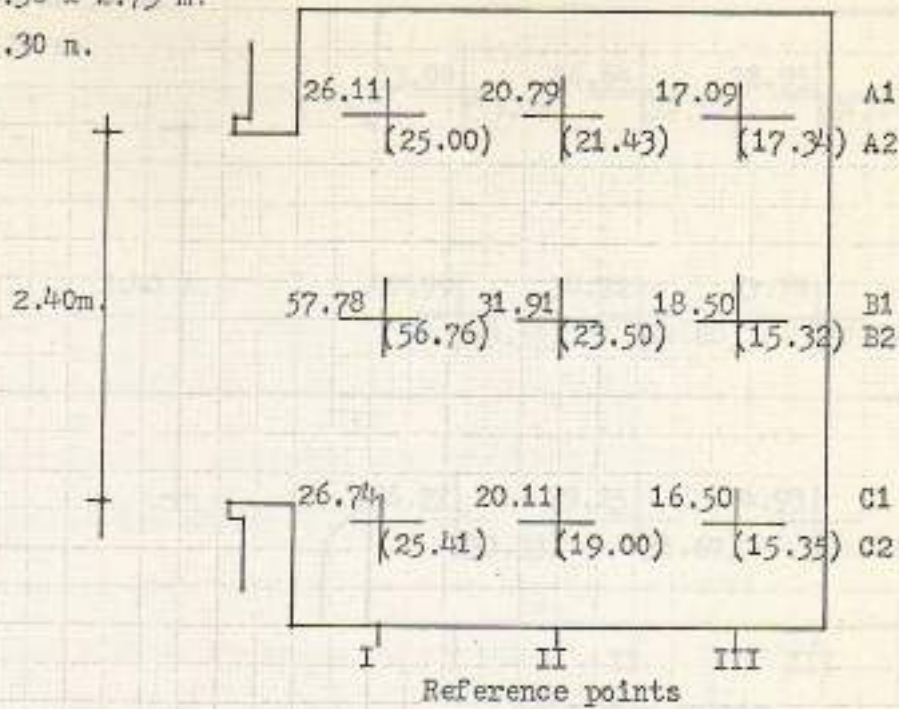 .30 m.
26.11 20.79 17.09 A1
(25.00) (21.43) (17.34) A2
2.40m.
57.78 31.91 18.50 B1
(56.76) (23.50) (15.32) B2
26.74 20.11 16.50 C1
(25.41) (19.00) (15.35) C2
I II III
Reference points